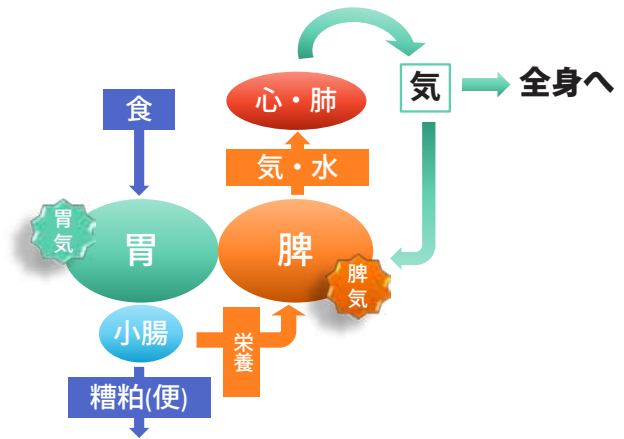 心・肺
気
全身へ
食
気・水
胃
気
胃
脾
脾
気
小腸
栄
養
糟粕(便)